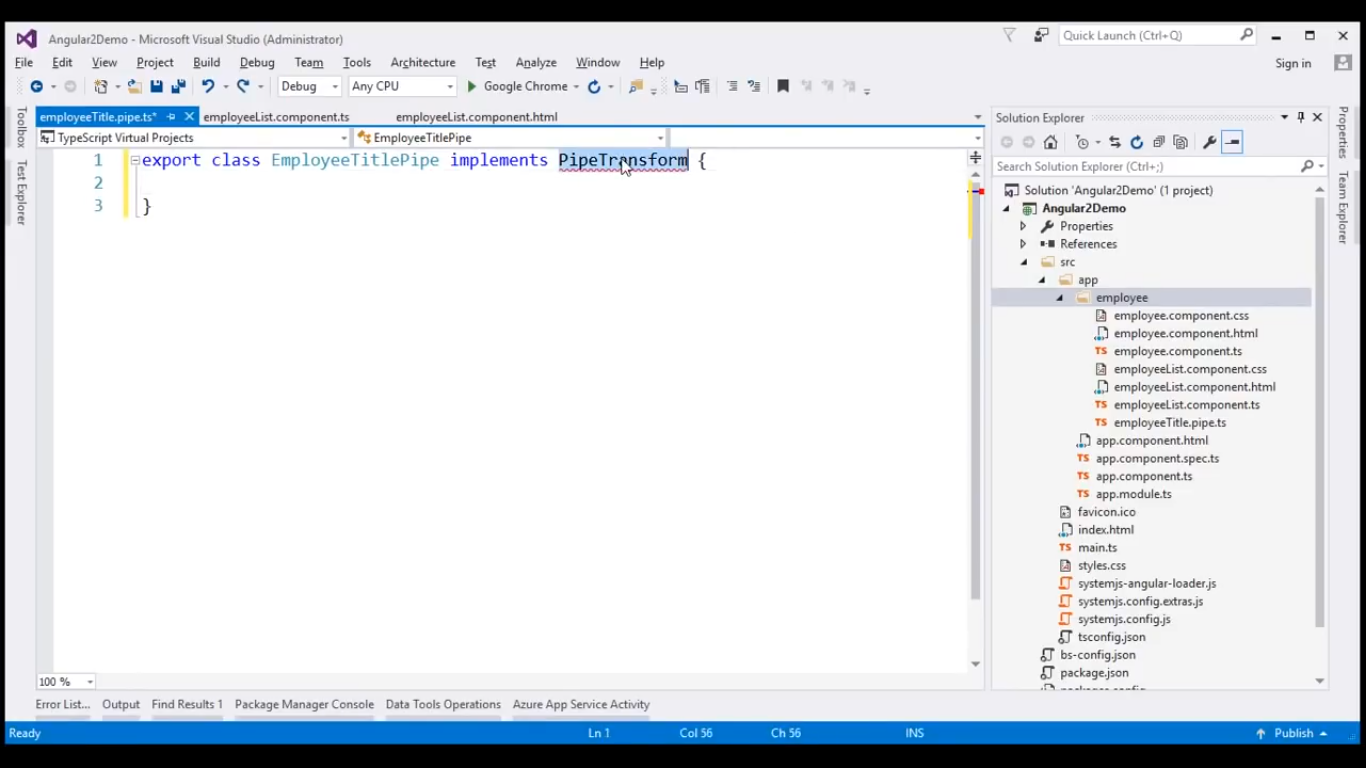 Angular2Demo - Microsoft Visual Studio (Administrator)
Quick Launch (Ctrl+Q)
File Edit View Project Build Debug Team Tools Architecture Test Analyze Window Help
Sign in
Debug Any CPU Google Chrome
employeeTitle.pipe.ts* employeeList.component.ts employeeList.component.html
TypeScript Virtual Projects EmployeeTitlePipe
1 export class EmployeeTitlePipe implements PipeTransform {
2
3 }
Toolbox
Test Explorer
Solution Explorer
Search Solution Explorer (Ctrl+;)
Solution 'Angular2Demo' (1 project)
Angular2Demo
Properties
References
src
app
employee
employee.component.css
employee.component.html
TS employee.component.ts
employeeList.component.css
employeeList.component.html
TS employeeList.component.ts
TS employeeTitle.pipe.ts
app.component.html
TS app.component.spec.ts
TS app.component.ts
TS app.module.ts
favicon.ico
index.html
TS main.ts
styles.css
systemjs-angular-loader.js
systemjs.config.extras.js
systemjs.config.js
tsconfig.json
bs-config.json
package.json
Properties
Team Explorer
100 %
Error List... Output Find Results 1 Package Manager Console Data Tools Operations Azure App Service Activity
Ready Ln 1 Col 56 Ch 56 INS Publish